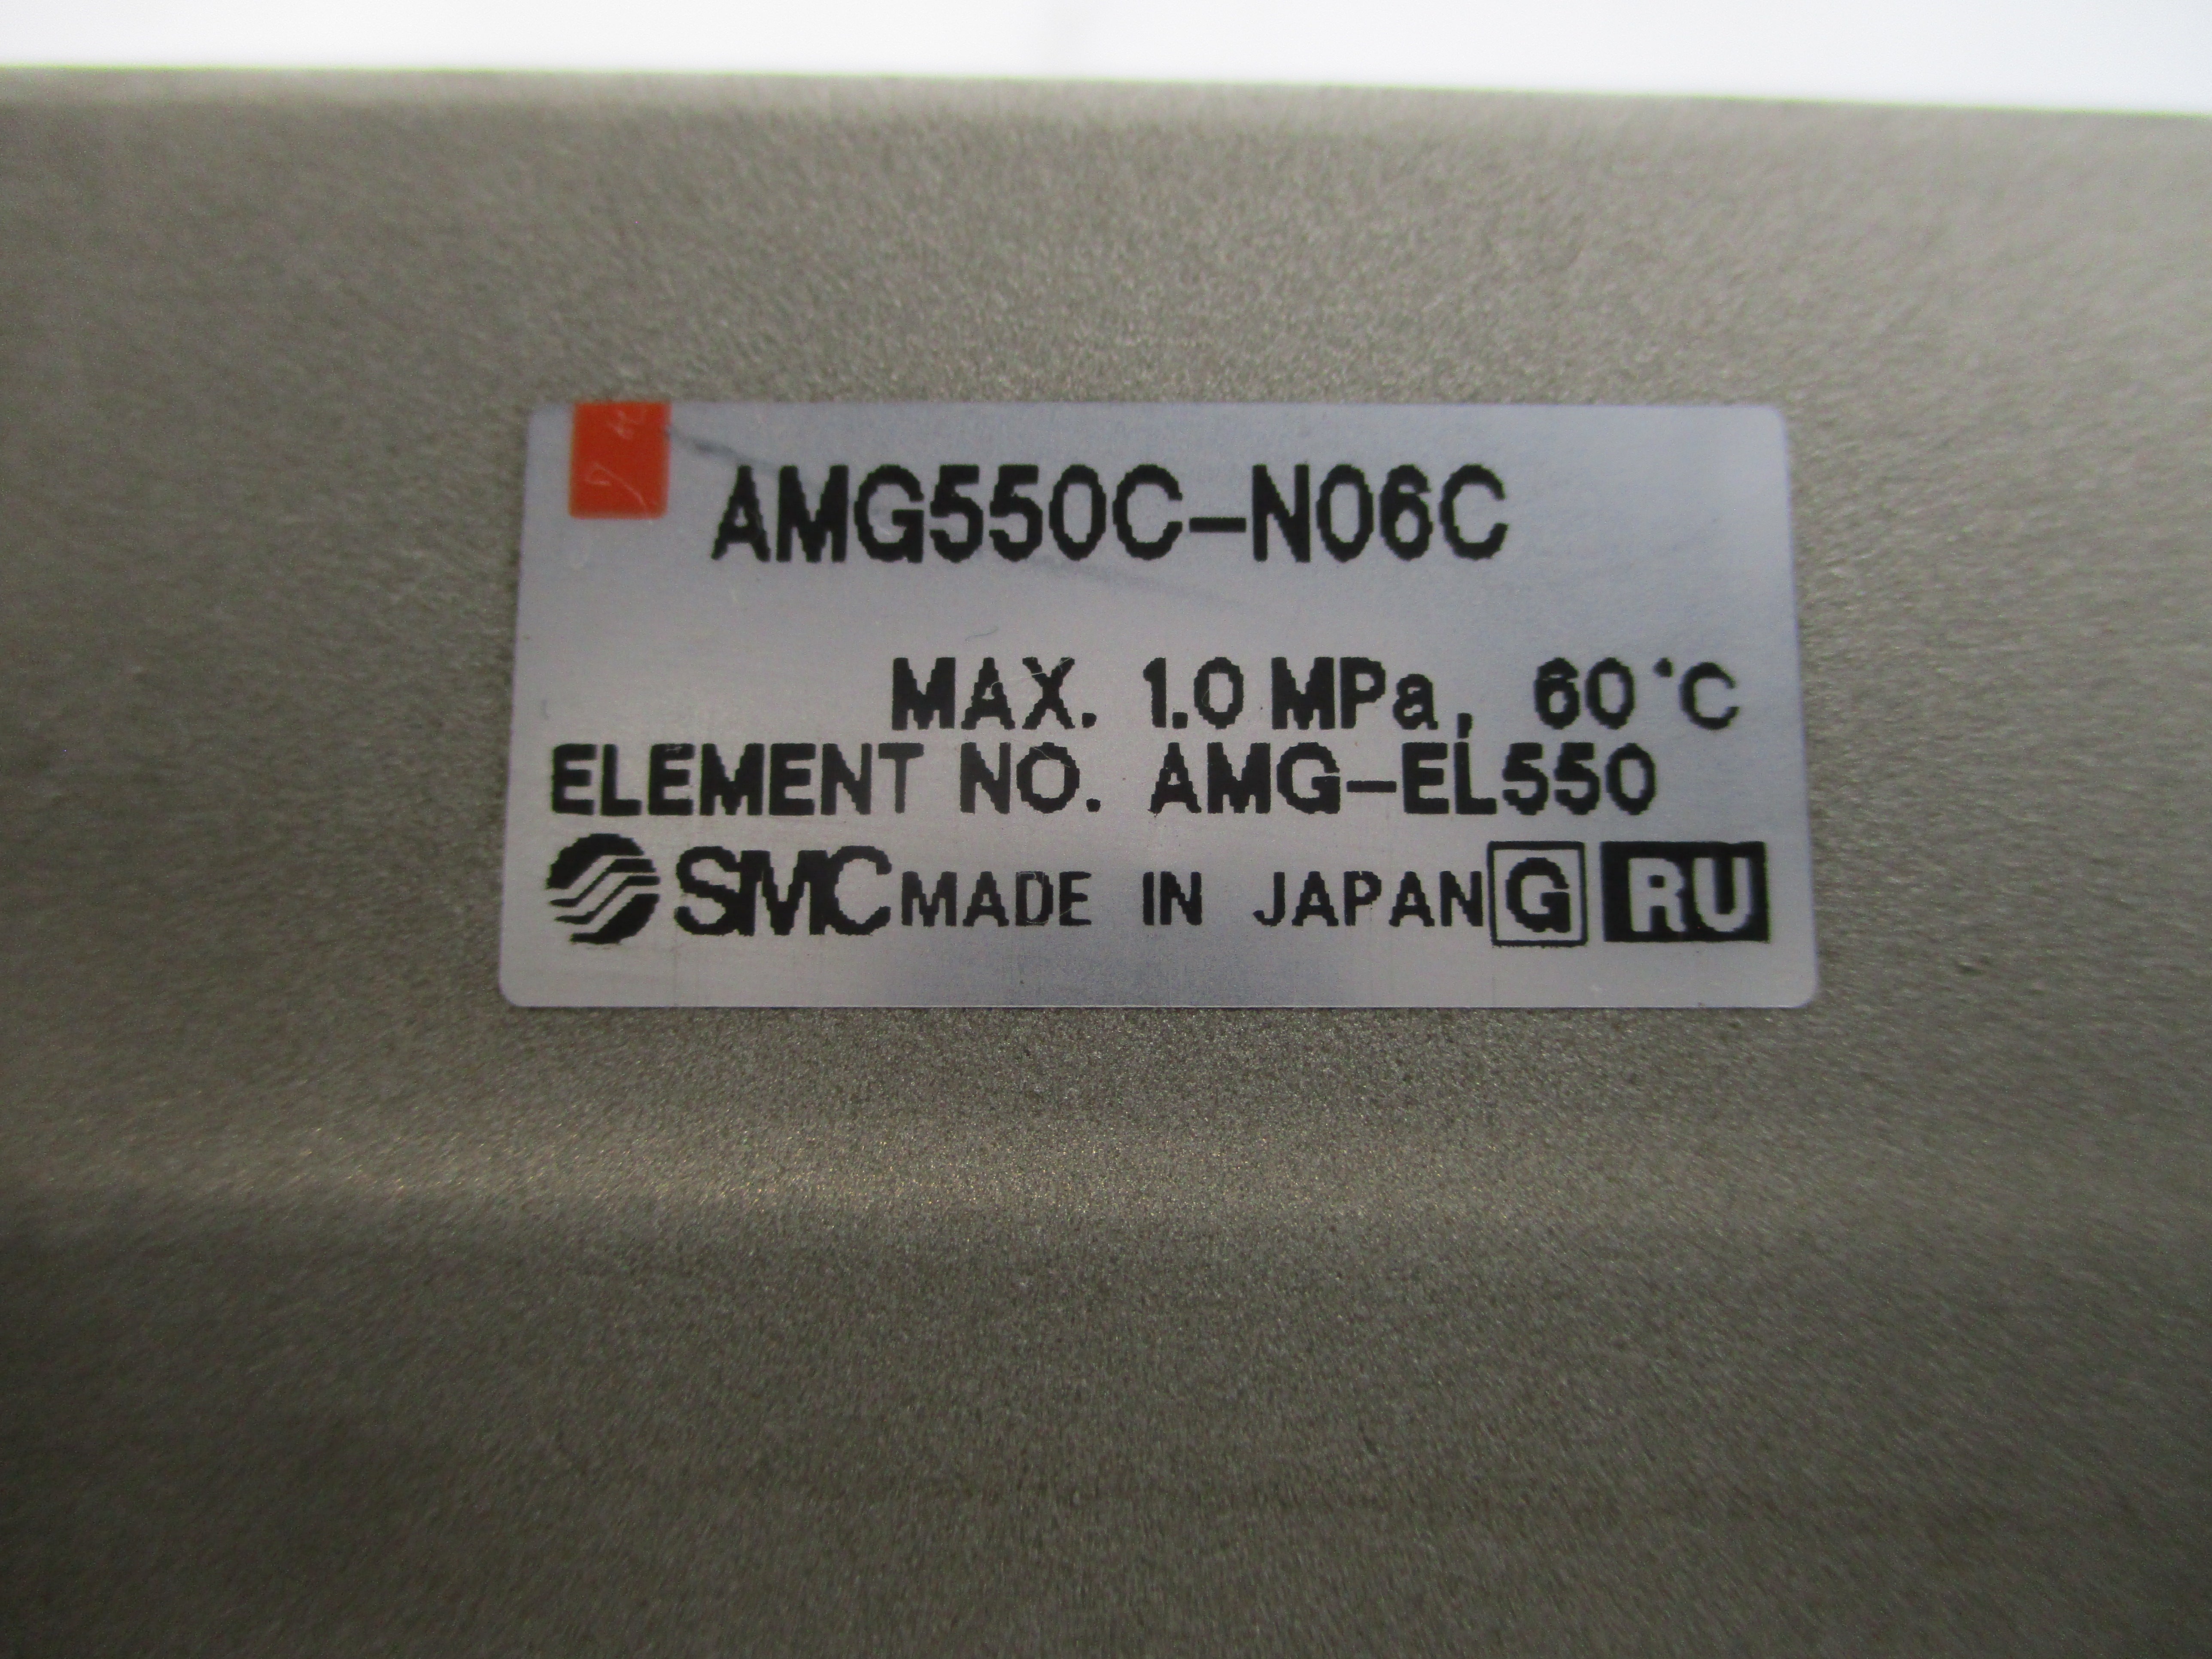 AMG550C-N06C
MAX. 1.0 MPa, 60°C
ELEMENT NO. AMG-EL550
SMC MADE IN JAPAN G RU